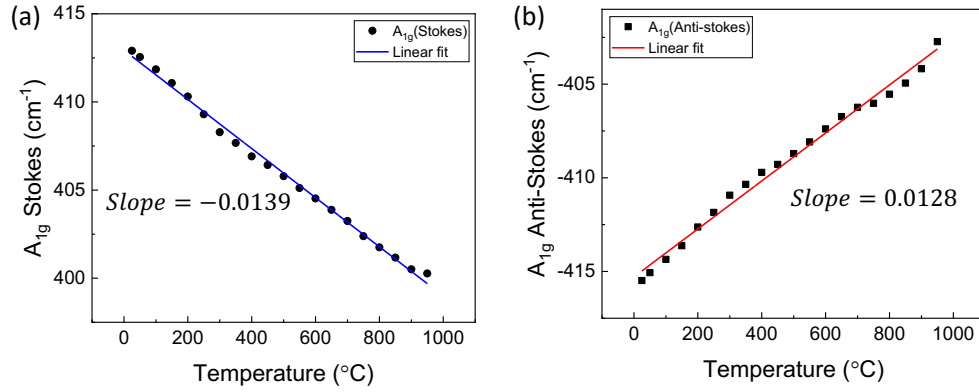 (a)
A1g(Stokes)
Linear fit
A1g Stokes (cm-1)
415
410
405
400
Slope = −0.0139
0 200 400 600 800 1000
Temperature (°C)
(b)
A1g(Anti-stokes)
Linear fit
A1g Anti-Stokes (cm-1)
-405
-410
-415
Slope = 0.0128
0 200 400 600 800 1000
Temperature (°C)